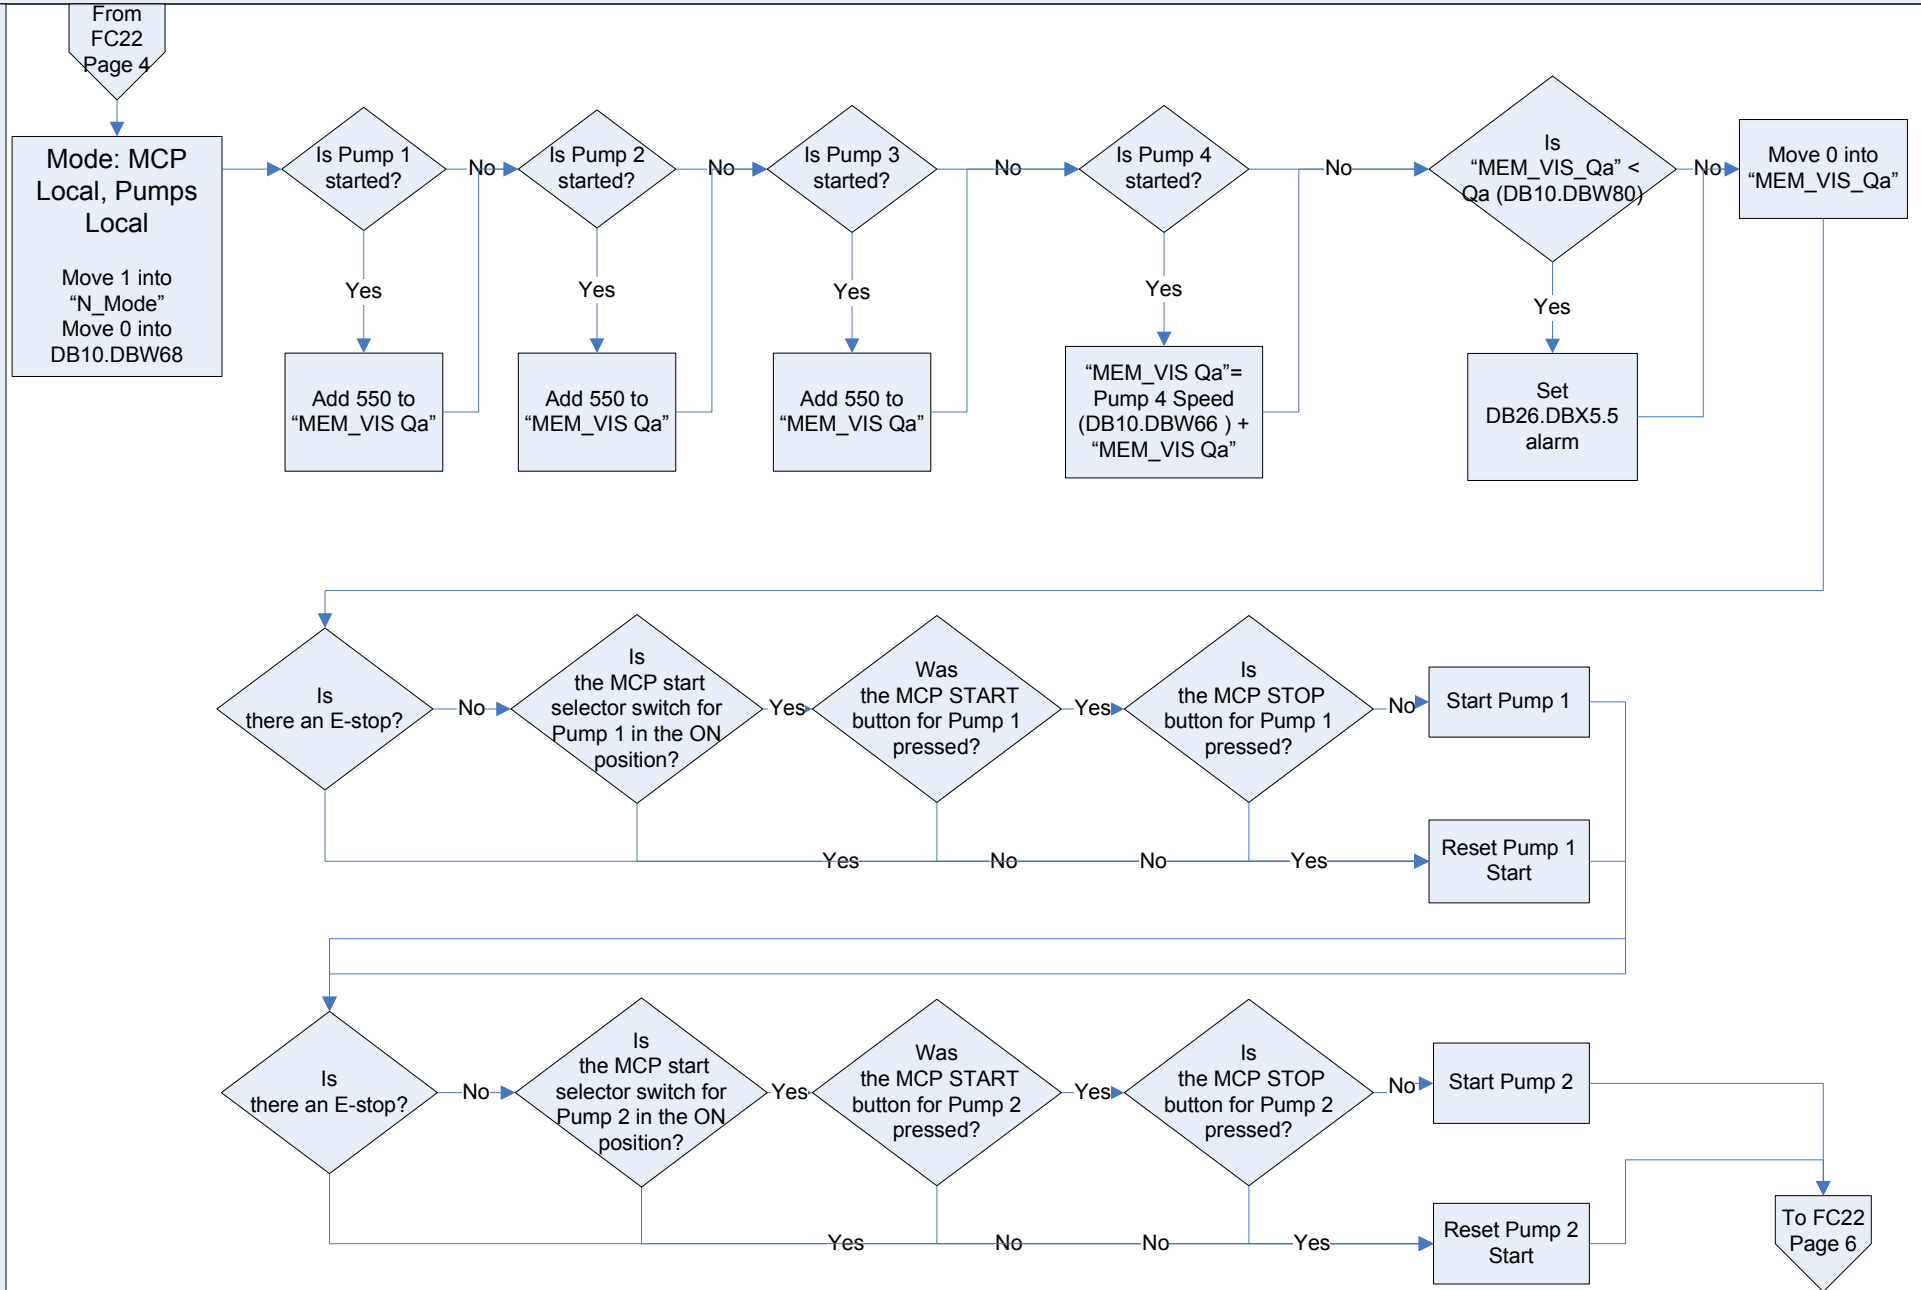 From
FC22
Page 4
Mode: MCP
Local, Pumps
Local
Move 1 into
“N_Mode”
Move 0 into
DB10.DBW68
Is Pump 1
started?
No
Yes
Add 550 to
“MEM_VIS Qa”
Is Pump 2
started?
No
Yes
Add 550 to
“MEM_VIS Qa”
Is Pump 3
started?
No
Yes
Add 550 to
“MEM_VIS Qa”
Is Pump 4
started?
No
Yes
“MEM_VIS Qa”=
Pump 4 Speed
(DB10.DBW66 ) +
“MEM_VIS Qa”
Is
“MEM_VIS_Qa” <
Qa (DB10.DBW80)
No
Yes
Set
DB26.DBX5.5
alarm
Move 0 into
“MEM_VIS_Qa”
Is
there an E-stop?
No
Is
the MCP start
selector switch for
Pump 1 in the ON
position?
Yes
Was
the MCP START
button for Pump 1
pressed?
Yes
Is
the MCP STOP
button for Pump 1
pressed?
No
Start Pump 1
Yes
No
No
Yes
Reset Pump 1
Start
Is
there an E-stop?
No
Is
the MCP start
selector switch for
Pump 2 in the ON
position?
Yes
Was
the MCP START
button for Pump 2
pressed?
Yes
Is
the MCP STOP
button for Pump 2
pressed?
No
Start Pump 2
Yes
No
No
Yes
Reset Pump 2
Start
To FC22
Page 6